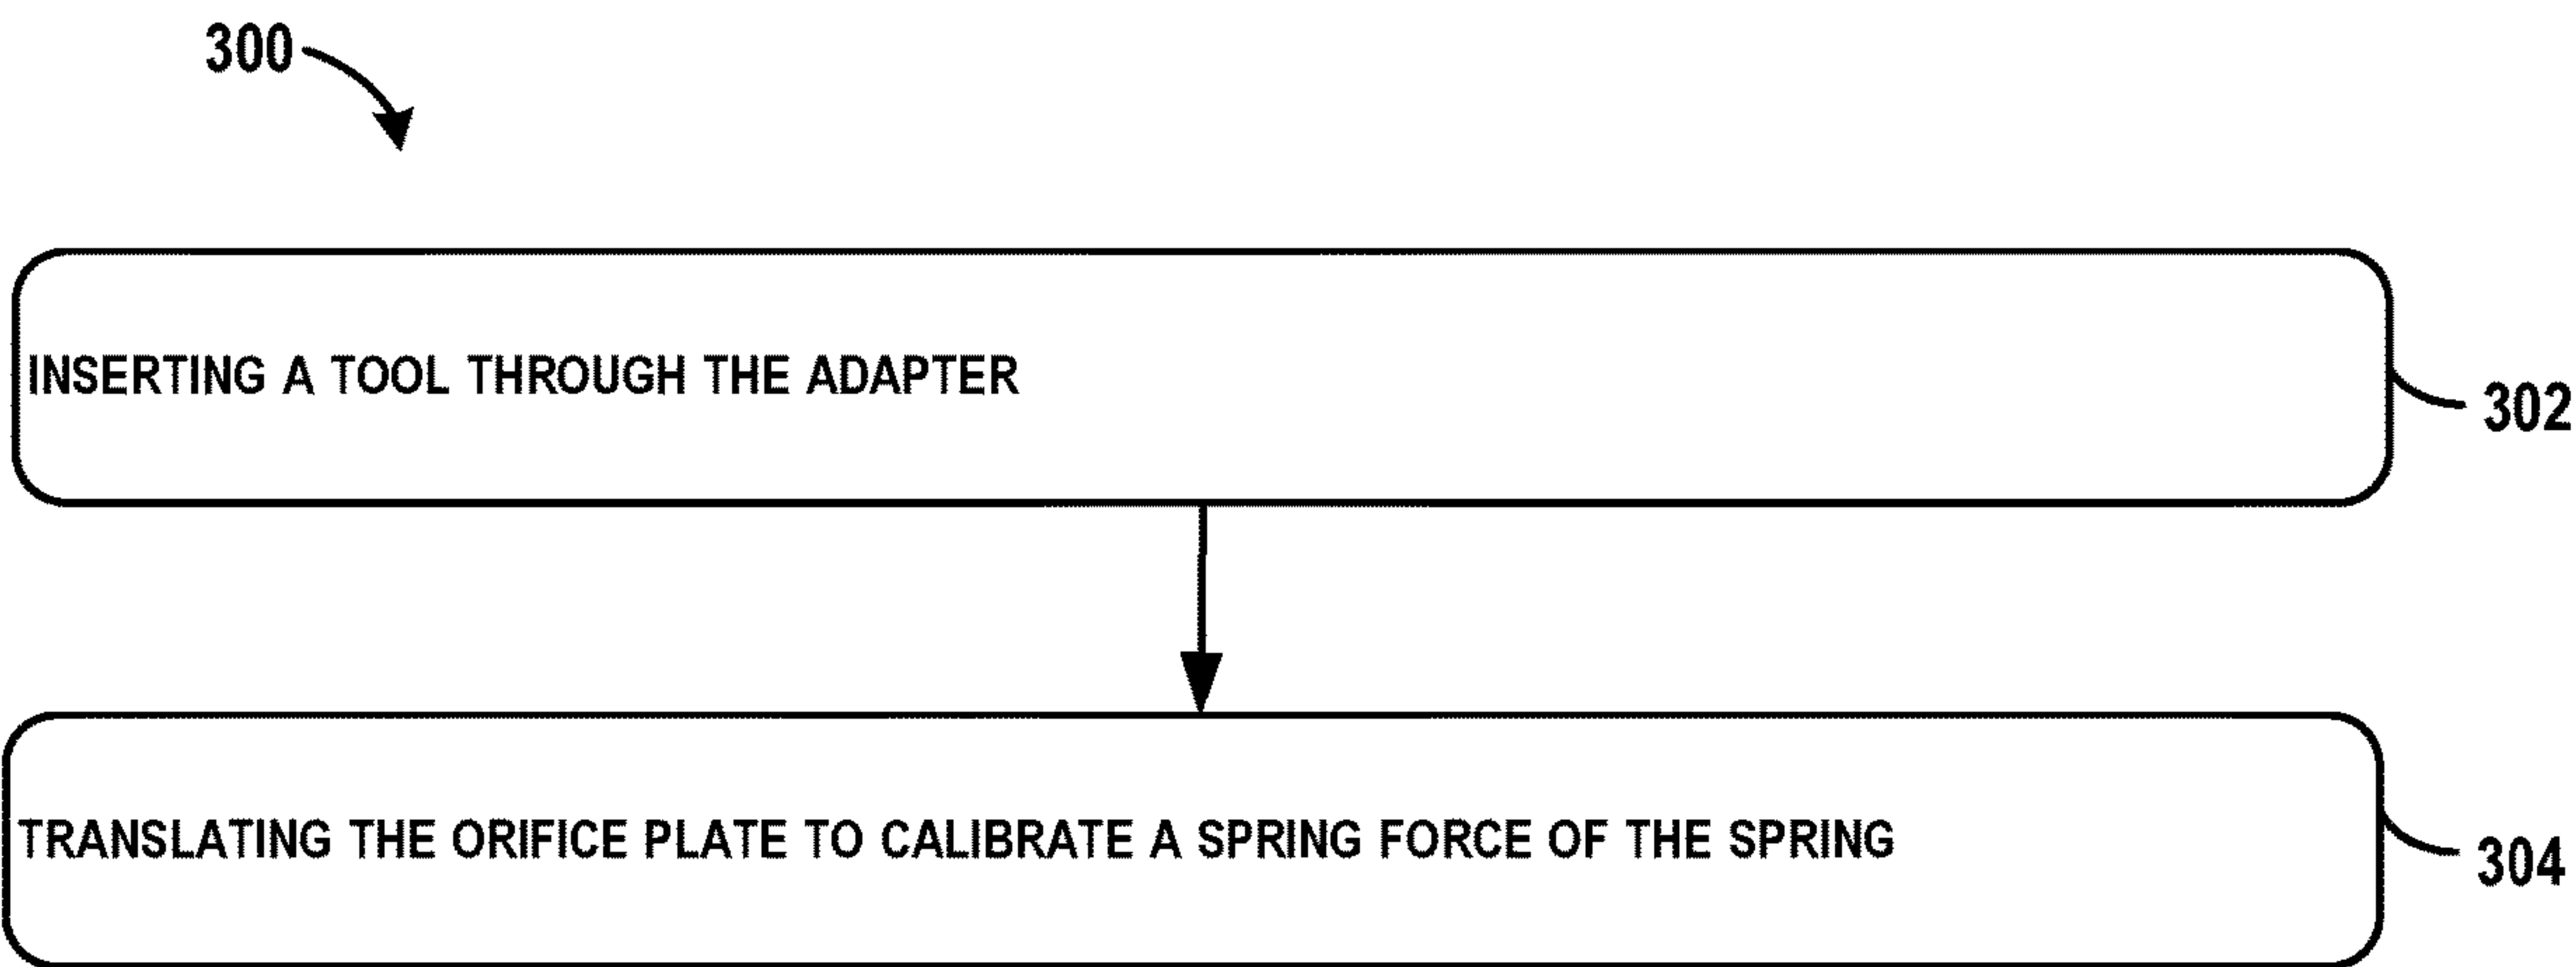 300
INSERTING A TOOL THROUGH THE ADAPTER
302
TRANSLATING THE ORIFICE PLATE TO CALIBRATE A SPRING FORCE OF THE SPRING
304